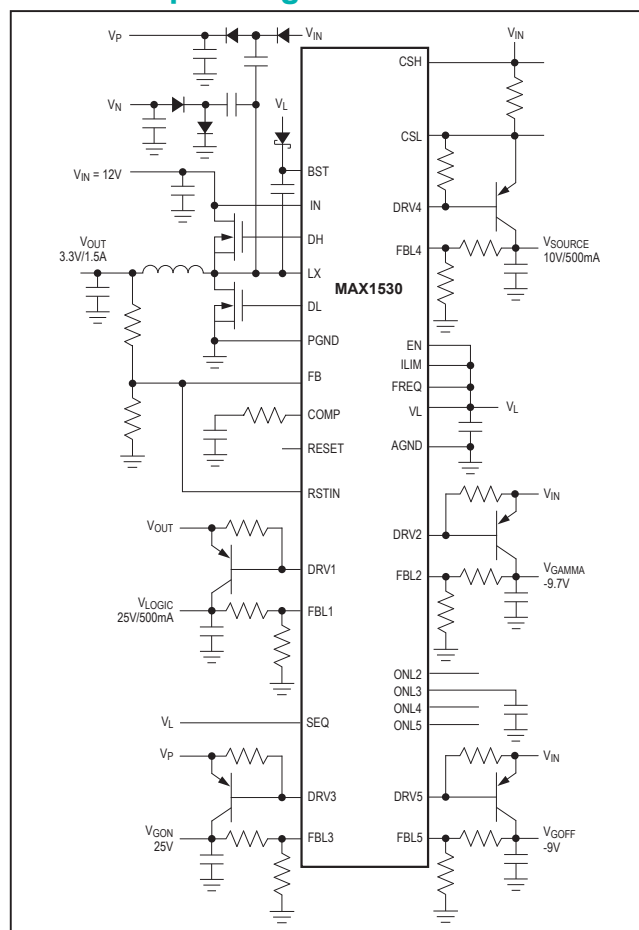 VP
VIN
VIN
CSH
VN
VL
CSL
BST
VIN = 12V
IN
DRV4
DH
VOUT
3.3V/1.5A
FBL4
VSOURCE
10V/500mA
LX
MAX1530
DL
PGND
EN
ILIM
FB
FREQ
VL
VL
COMP
AGND
RESET
RSTIN
VIN
VOUT
DRV2
DRV1
FBL2
VGAMMA
-9.7V
VLOGIC
25V/500mA
FBL1
ONL2
ONL3
ONL4
ONL5
VL
SEQ
VP
VIN
DRV3
DRV5
VGON
25V
FBL3
FBL5
VGOFF
-9V